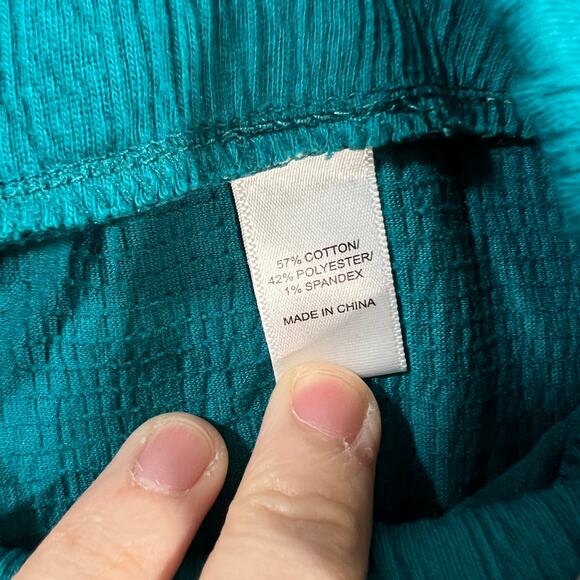 57% COTTON/
42% POLYESTER/
1% SPANDEX
MADE IN CHINA